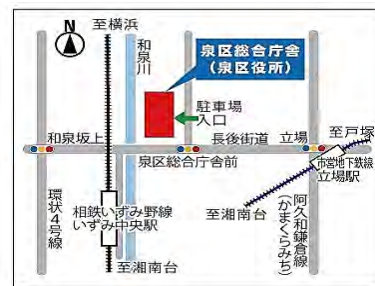 N
至横浜
和泉川
泉区総合庁舎
（泉区役所）
駐車場
入口
和泉坂上
長後街道
立場
至戸塚
泉区総合庁舎前
市営地下鉄線
立場駅
環状4号線
相鉄いずみ野線
いずみ中央駅
至湘南台
阿久和鎌倉線
（かまくらみち）
至湘南台